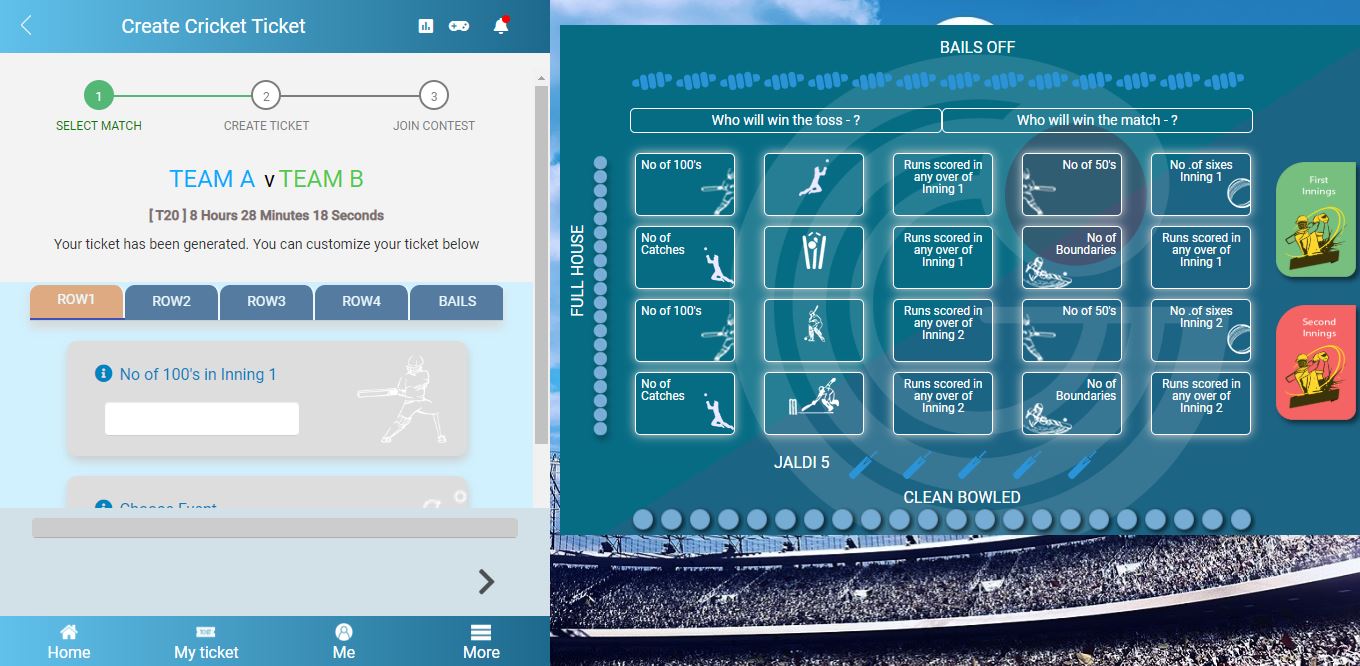 Create Cricket Ticket
1
2
3
SELECT MATCH
CREATE TICKET
JOIN CONTEST
TEAM A v TEAM B
[ T20 ] 8 Hours 28 Minutes 18 Seconds
Your ticket has been generated. You can customize your ticket below
ROW1
ROW2
ROW3
ROW4
BAILS
No of 100's in Inning 1
Choose Event
Home
My ticket
Me
More
BAILS OFF
Who will win the toss - ?
Who will win the match - ?
FULL HOUSE
No of 100's
Runs scored in
any over of
Inning 1
No of 50's
No .of sixes
Inning 1
No of
Catches
Runs scored in
any over of
Inning 1
No of
Boundaries
Runs scored in
any over of
Inning 1
No of 100's
Runs scored in
any over of
Inning 2
No of 50's
No .of sixes
Inning 2
No of
Catches
Runs scored in
any over of
Inning 2
No of
Boundaries
Runs scored in
any over of
Inning 2
First
Innings
Second
Innings
JALDI 5
CLEAN BOWLED